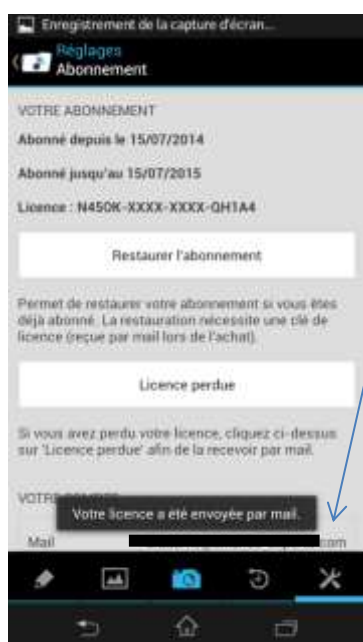 Enregistrement de la capture d'écran...
Réglages
Abonnement
VOTRE ABONNEMENT
Abonné depuis le 15/07/2014
Abonné jusqu'au 15/07/2015
Licence : N450K-XXXX-XXXX-QH1A4
Restaurer l'abonnement
Permet de restaurer votre abonnement si vous êtes
déjà abonné. La restauration nécessite une clé de
licence (reçue par mail lors de l'achat).
Licence perdue
Si vous avez perdu votre licence, cliquez ci-dessus
sur 'Licence perdue' afin de la recevoir par mail.
VOTRE
Votre licence a été envoyée par mail.
Mail .com